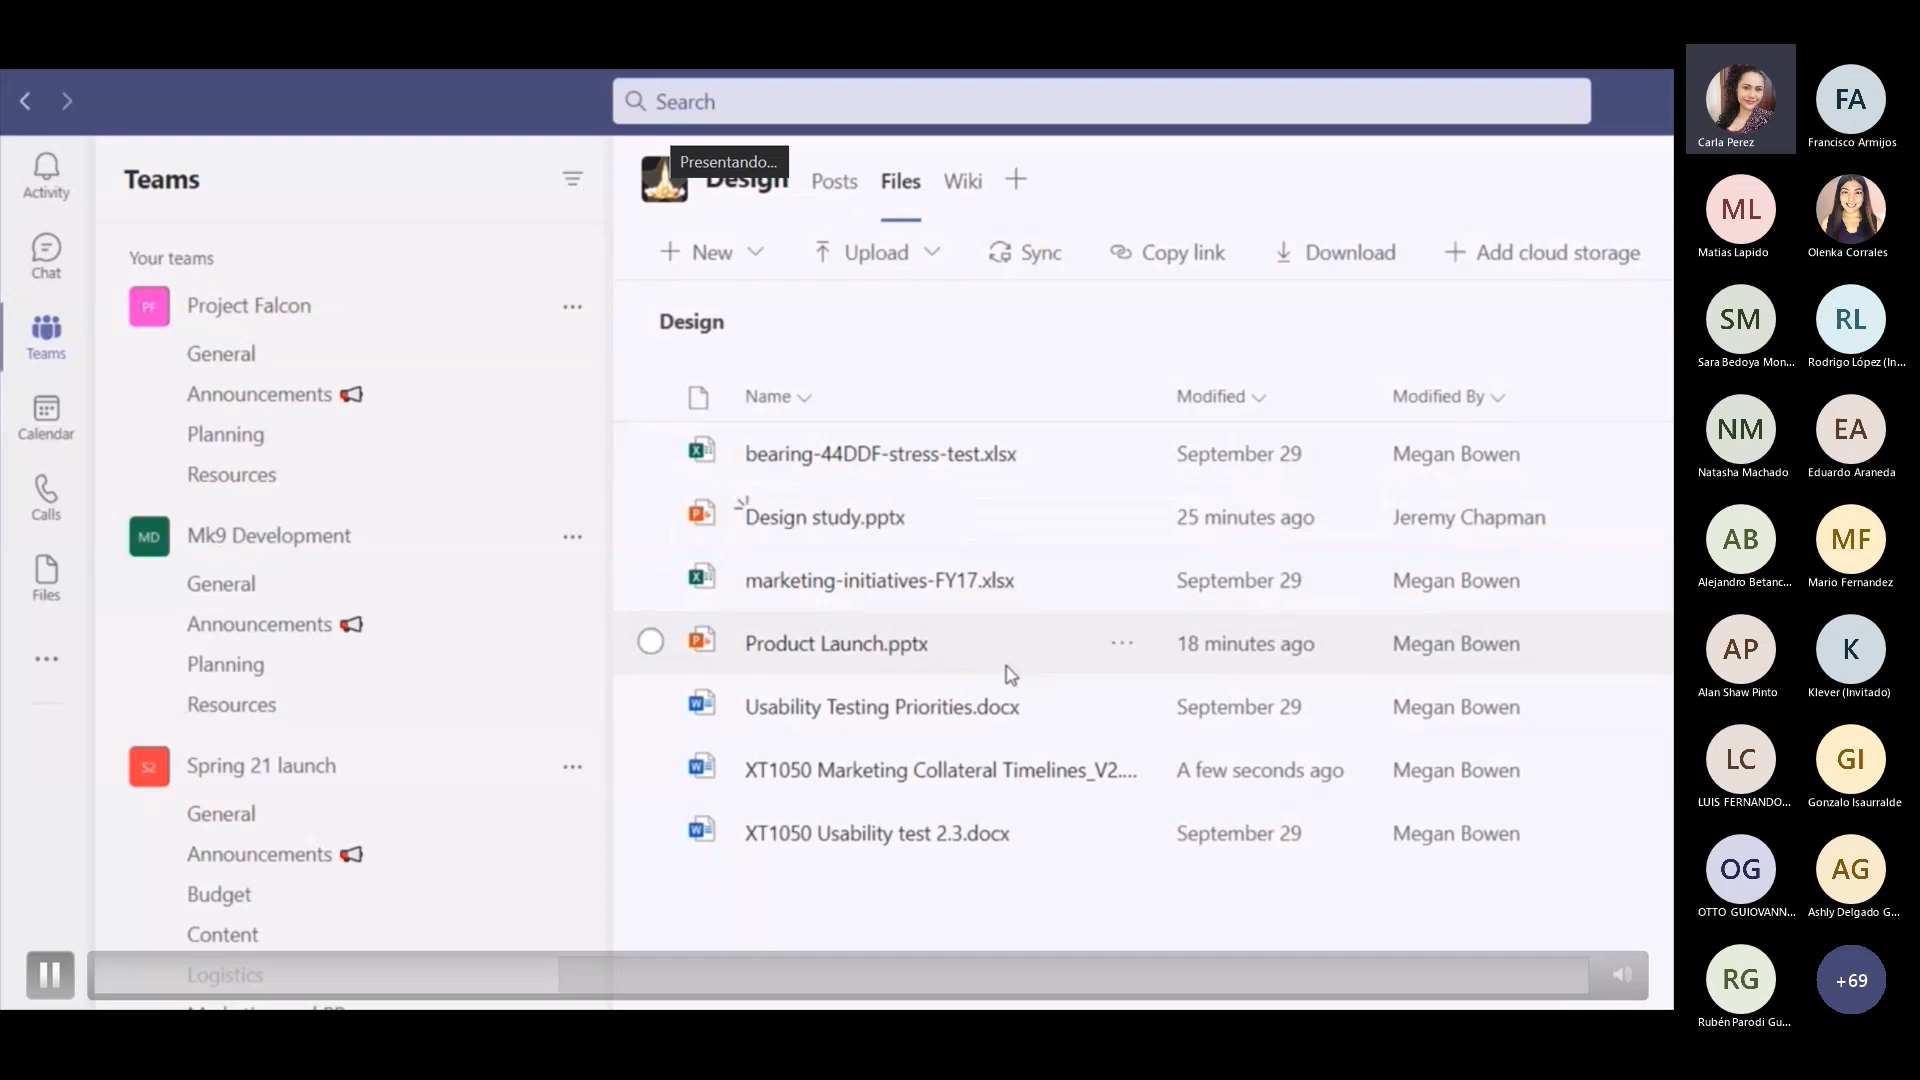 Search
Activity
Chat
Teams
Calendar
Calls
Files
Teams
Your teams
PF Project Falcon
General
Announcements
Planning
Resources
MD Mk9 Development
General
Announcements
Planning
Resources
S2 Spring 21 launch
General
Announcements
Budget
Content
Logistics
Presentando...
Design Posts Files Wiki
New Upload Sync Copy link Download Add cloud storage
Design
Name Modified Modified By
bearing-44DDF-stress-test.xlsx September 29 Megan Bowen
Design study.pptx 25 minutes ago Jeremy Chapman
marketing-initiatives-FY17.xlsx September 29 Megan Bowen
Product Launch.pptx 18 minutes ago Megan Bowen
Usability Testing Priorities.docx September 29 Megan Bowen
XT1050 Marketing Collateral Timelines_V2.... A few seconds ago Megan Bowen
XT1050 Usability test 2.3.docx September 29 Megan Bowen
FA
Carla Perez Francisco Armijos
ML
Matias Lapido Olenka Corrales
SM RL
Sara Bedoya Mon... Rodrigo López (In...
NM EA
Natasha Machado Eduardo Araneda
AB MF
Alejandro Betanc... Mario Fernandez
AP K
Alan Shaw Pinto Klever (Invitado)
LC GI
LUIS FERNANDO... Gonzalo Isaurralde
OG AG
OTTO GUIOVANN... Ashly Delgado G...
RG +69
Rubén Parodi Gu...